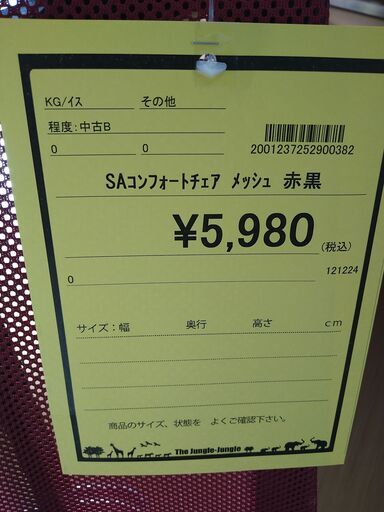 KG/ｲｽ その他
程度:中古B
0 0
2001237252900382
SAｺﾝﾌｫｰﾄﾁｪｱ ﾒｯｼｭ 赤黒
¥5,980 (税込)
0 121224
サイズ：幅 奥行 高さ cm
商品のサイズ、状態を よくご確認下さい。
The Jungle-Jungle